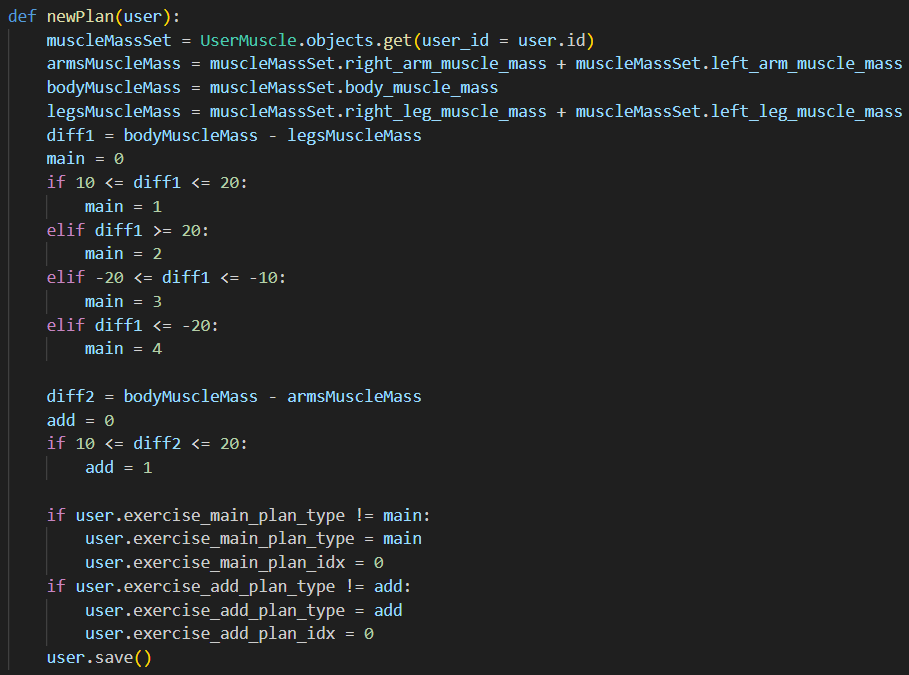 def newPlan(user):
    muscleMassSet = UserMuscle.objects.get(user_id = user.id)
    armsMuscleMass = muscleMassSet.right_arm_muscle_mass + muscleMassSet.left_arm_muscle_mass
    bodyMuscleMass = muscleMassSet.body_muscle_mass
    legsMuscleMass = muscleMassSet.right_leg_muscle_mass + muscleMassSet.left_leg_muscle_mass
    diff1 = bodyMuscleMass - legsMuscleMass
    main = 0
    if 10 <= diff1 <= 20:
        main = 1
    elif diff1 >= 20:
        main = 2
    elif -20 <= diff1 <= -10:
        main = 3
    elif diff1 <= -20:
        main = 4

    diff2 = bodyMuscleMass - armsMuscleMass
    add = 0
    if 10 <= diff2 <= 20:
        add = 1

    if user.exercise_main_plan_type != main:
        user.exercise_main_plan_type = main
        user.exercise_main_plan_idx = 0
    if user.exercise_add_plan_type != add:
        user.exercise_add_plan_type = add
        user.exercise_add_plan_idx = 0
    user.save()